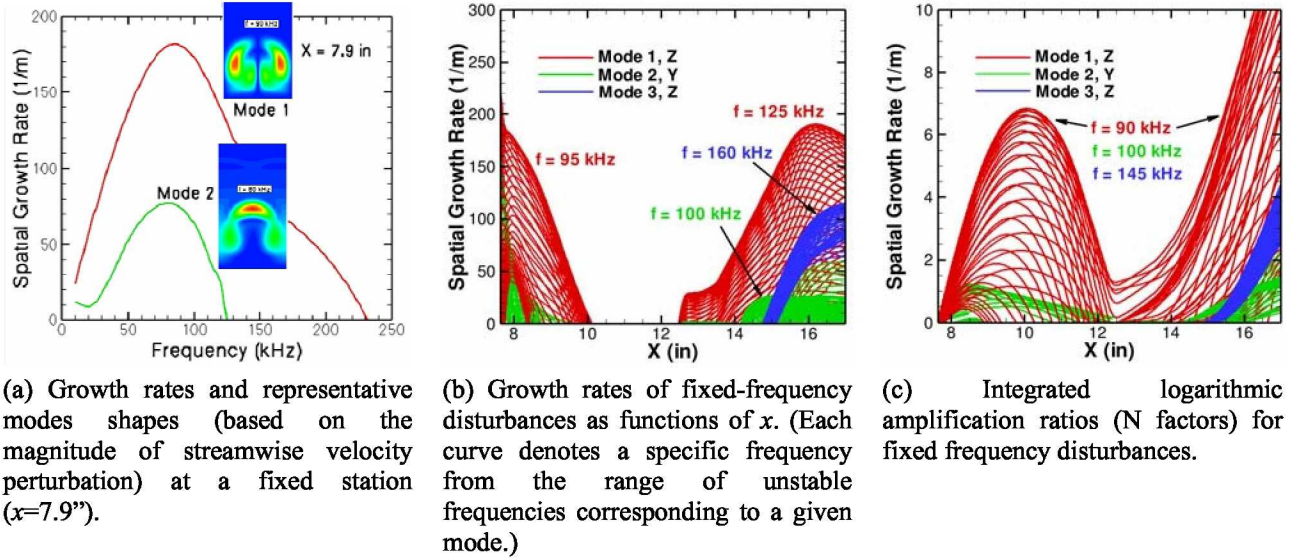 200
150
100
50
0
0
50
100
150
200
250
Spatial Growth Rate (1/m)
Frequency (kHz)
f = 90 kHz
X = 7.9 in
Mode 1
Mode 2
f = 80 kHz
300
250
200
150
100
50
0
8
10
12
14
16
Spatial Growth Rate (1/m)
X (in)
Mode 1, Z
Mode 2, Y
Mode 3, Z
f = 125 kHz
f = 95 kHz
f = 160 kHz
f = 100 kHz
10
8
6
4
2
0
8
10
12
14
16
Spatial Growth Rate (1/m)
X (in)
Mode 1, Z
Mode 2, Y
Mode 3, Z
f = 90 kHz
f = 100 kHz
f = 145 kHz
(a) Growth rates and representative
modes shapes (based on the
magnitude of streamwise velocity
perturbation) at a fixed station
(x=7.9”).
(b) Growth rates of fixed-frequency
disturbances as functions of x. (Each
curve denotes a specific frequency
from the range of unstable
frequencies corresponding to a given
mode.)
(c) Integrated logarithmic
amplification ratios (N factors) for
fixed frequency disturbances.